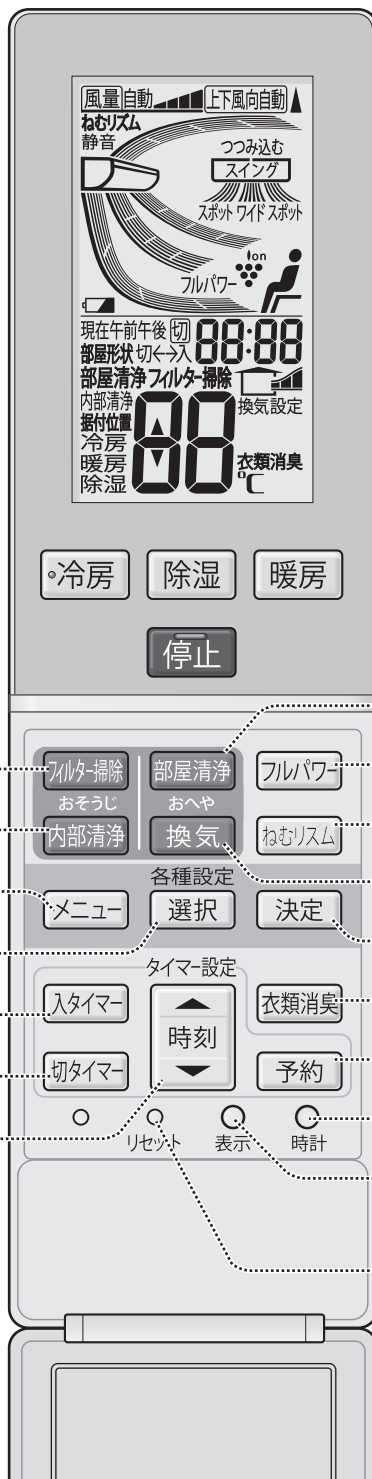 風量 自動 上下風向自動
ねむリズム
静音
つつみ込む
スイング
スポット ワイド スポット
ion
フルパワー
現在午前午後 切 88:88
部屋形状 切←→入
部屋清浄 フィルター掃除
内部清浄 換気設定
据付位置 88
冷房
暖房 衣類消臭
除湿 ℃
冷房 除湿 暖房
停止
フィルター掃除 部屋清浄 フルパワー
おそうじ おへや
内部清浄 換気 ねむリズム
各種設定
メニュー 選択 決定
タイマー設定
入タイマー 時刻 衣類消臭
切タイマー 予約
リセット 表示 時計